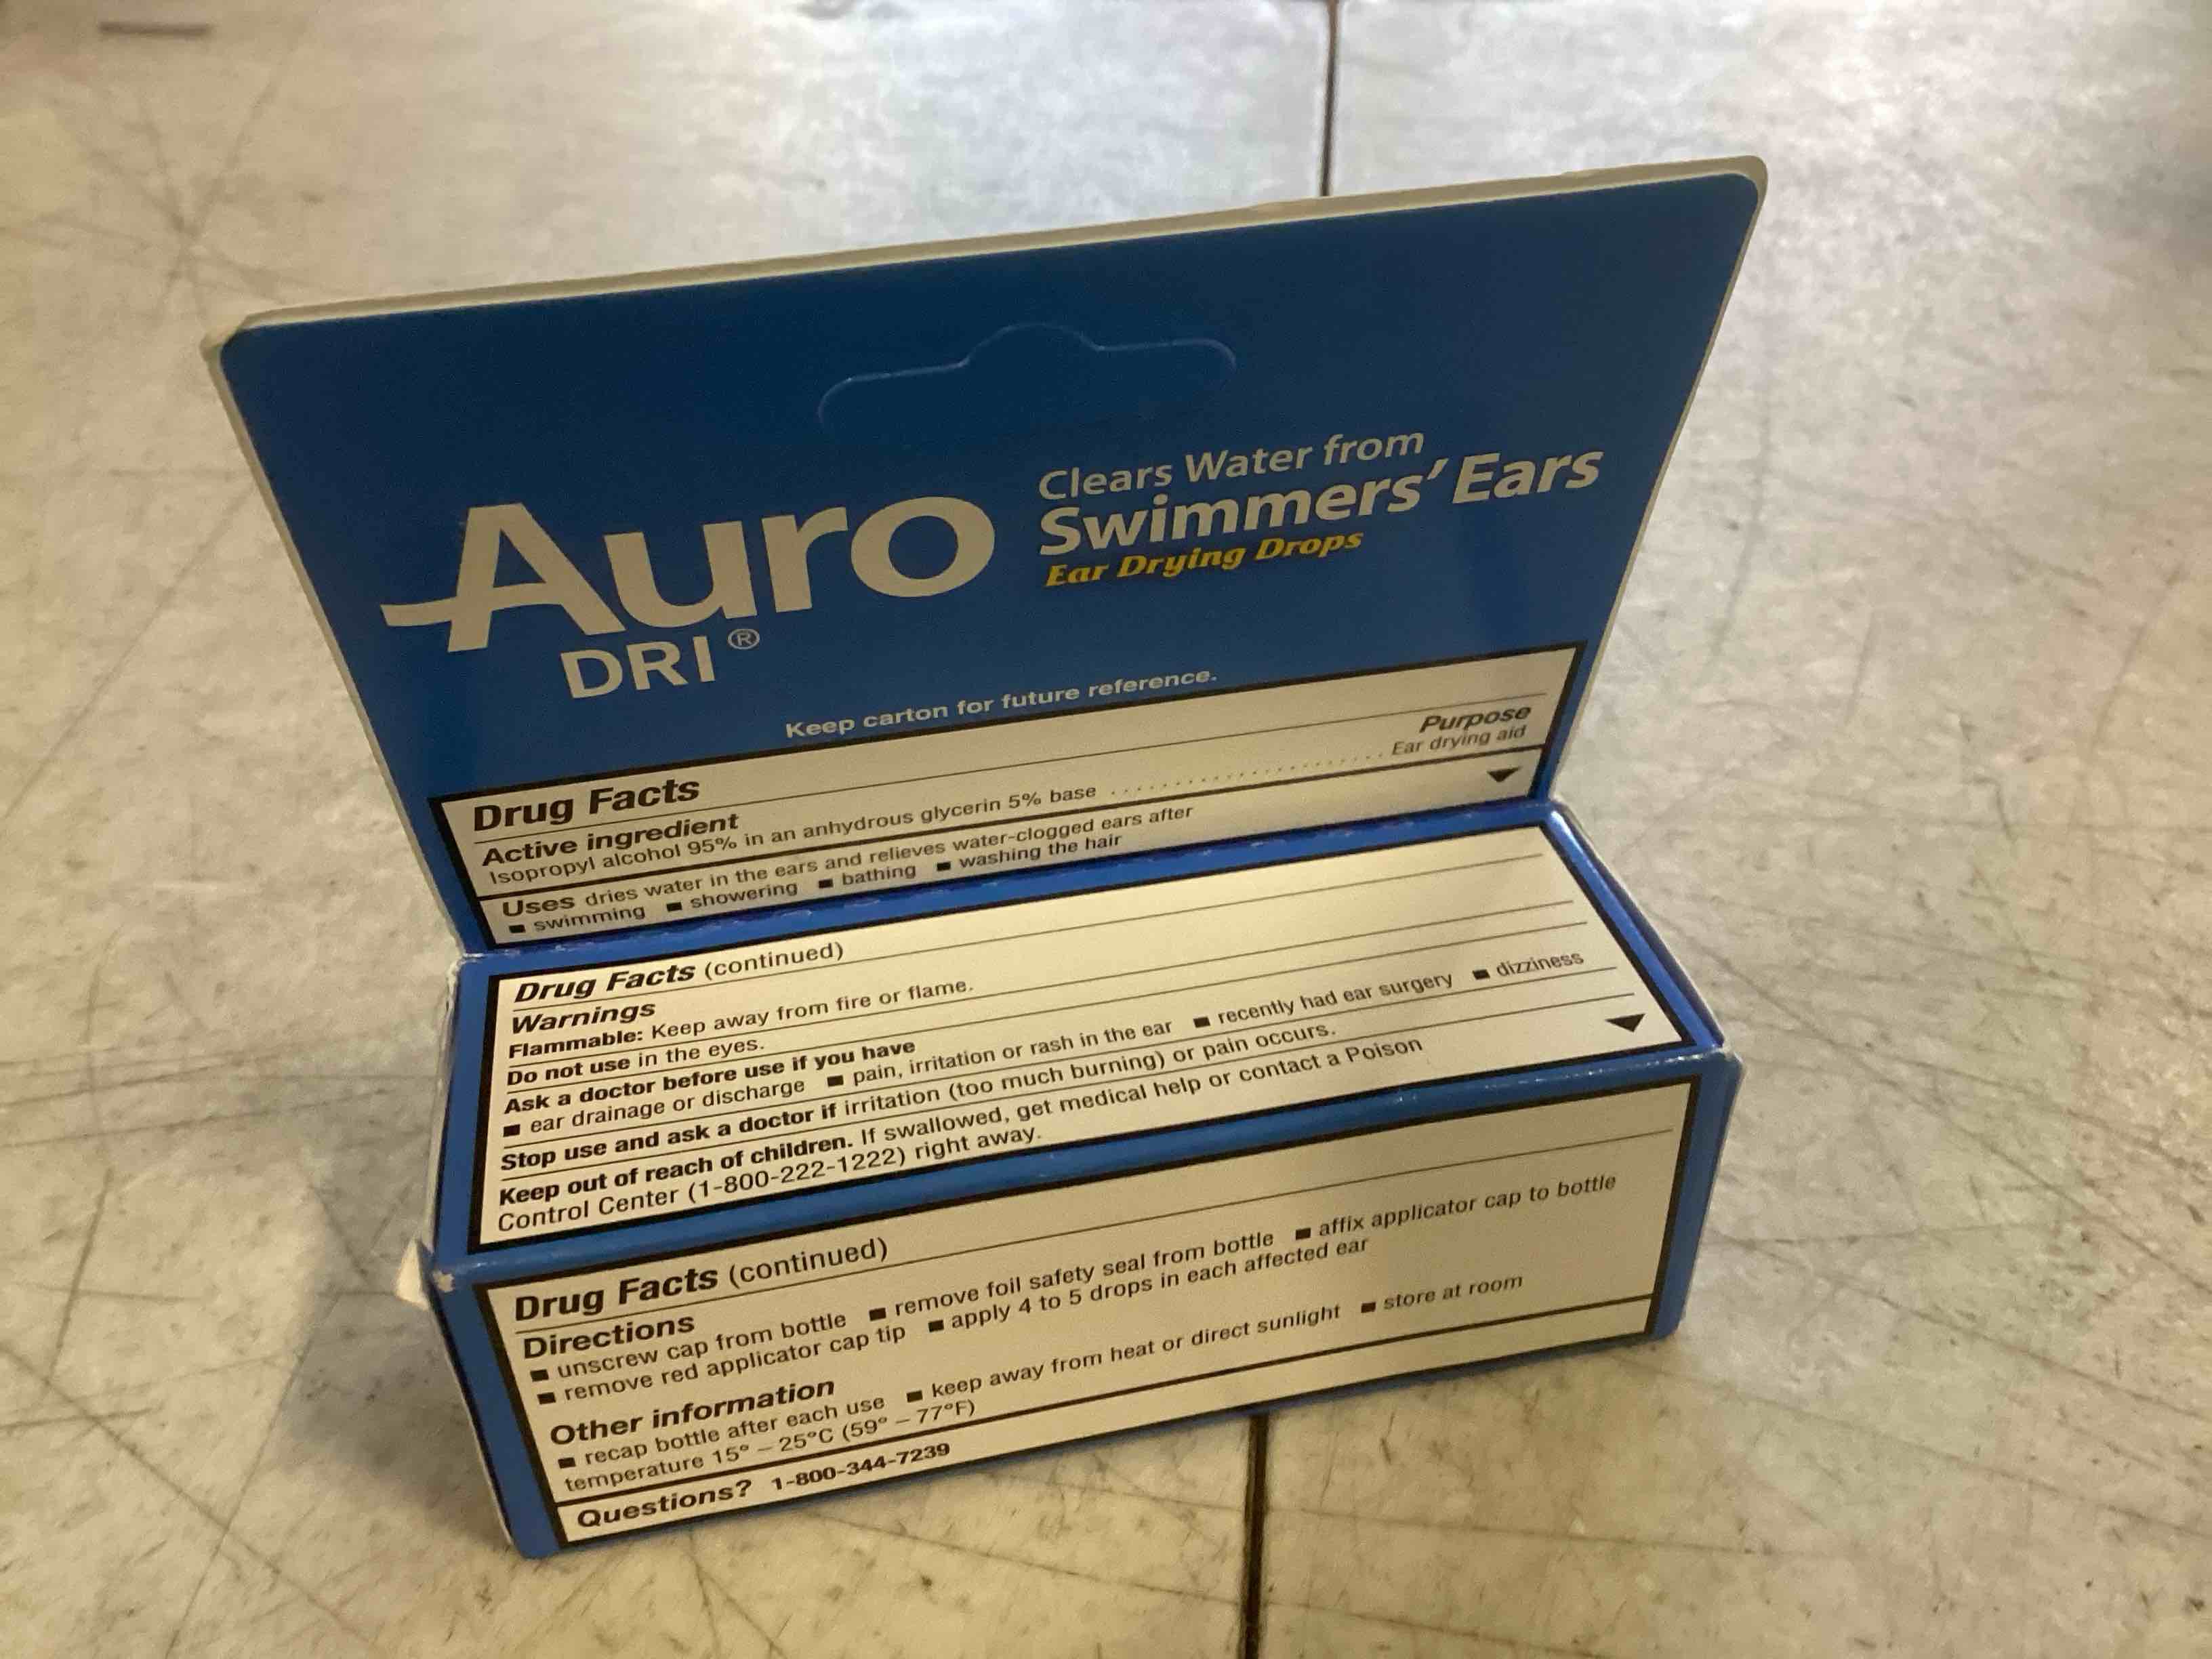 Auro
DRI®
Clears Water from
Swimmers' Ears
Ear Drying Drops
Keep carton for future reference.
Drug Facts
Active ingredient Purpose
Isopropyl alcohol 95% in an anhydrous glycerin 5% base ........................ Ear drying aid
Uses dries water in the ears and relieves water-clogged ears after
■ swimming ■ showering ■ bathing ■ washing the hair
Drug Facts (continued)
Warnings
Flammable: Keep away from fire or flame.
Do not use in the eyes.
Ask a doctor before use if you have
■ ear drainage or discharge ■ pain, irritation or rash in the ear ■ recently had ear surgery ■ dizziness
Stop use and ask a doctor if irritation (too much burning) or pain occurs.
Keep out of reach of children. If swallowed, get medical help or contact a Poison
Control Center (1-800-222-1222) right away.
Drug Facts (continued)
Directions
■ unscrew cap from bottle ■ remove foil safety seal from bottle ■ affix applicator cap to bottle
■ remove red applicator cap tip ■ apply 4 to 5 drops in each affected ear
Other information
■ recap bottle after each use ■ keep away from heat or direct sunlight ■ store at room
temperature 15° – 25°C (59° – 77°F)
Questions? 1-800-344-7239